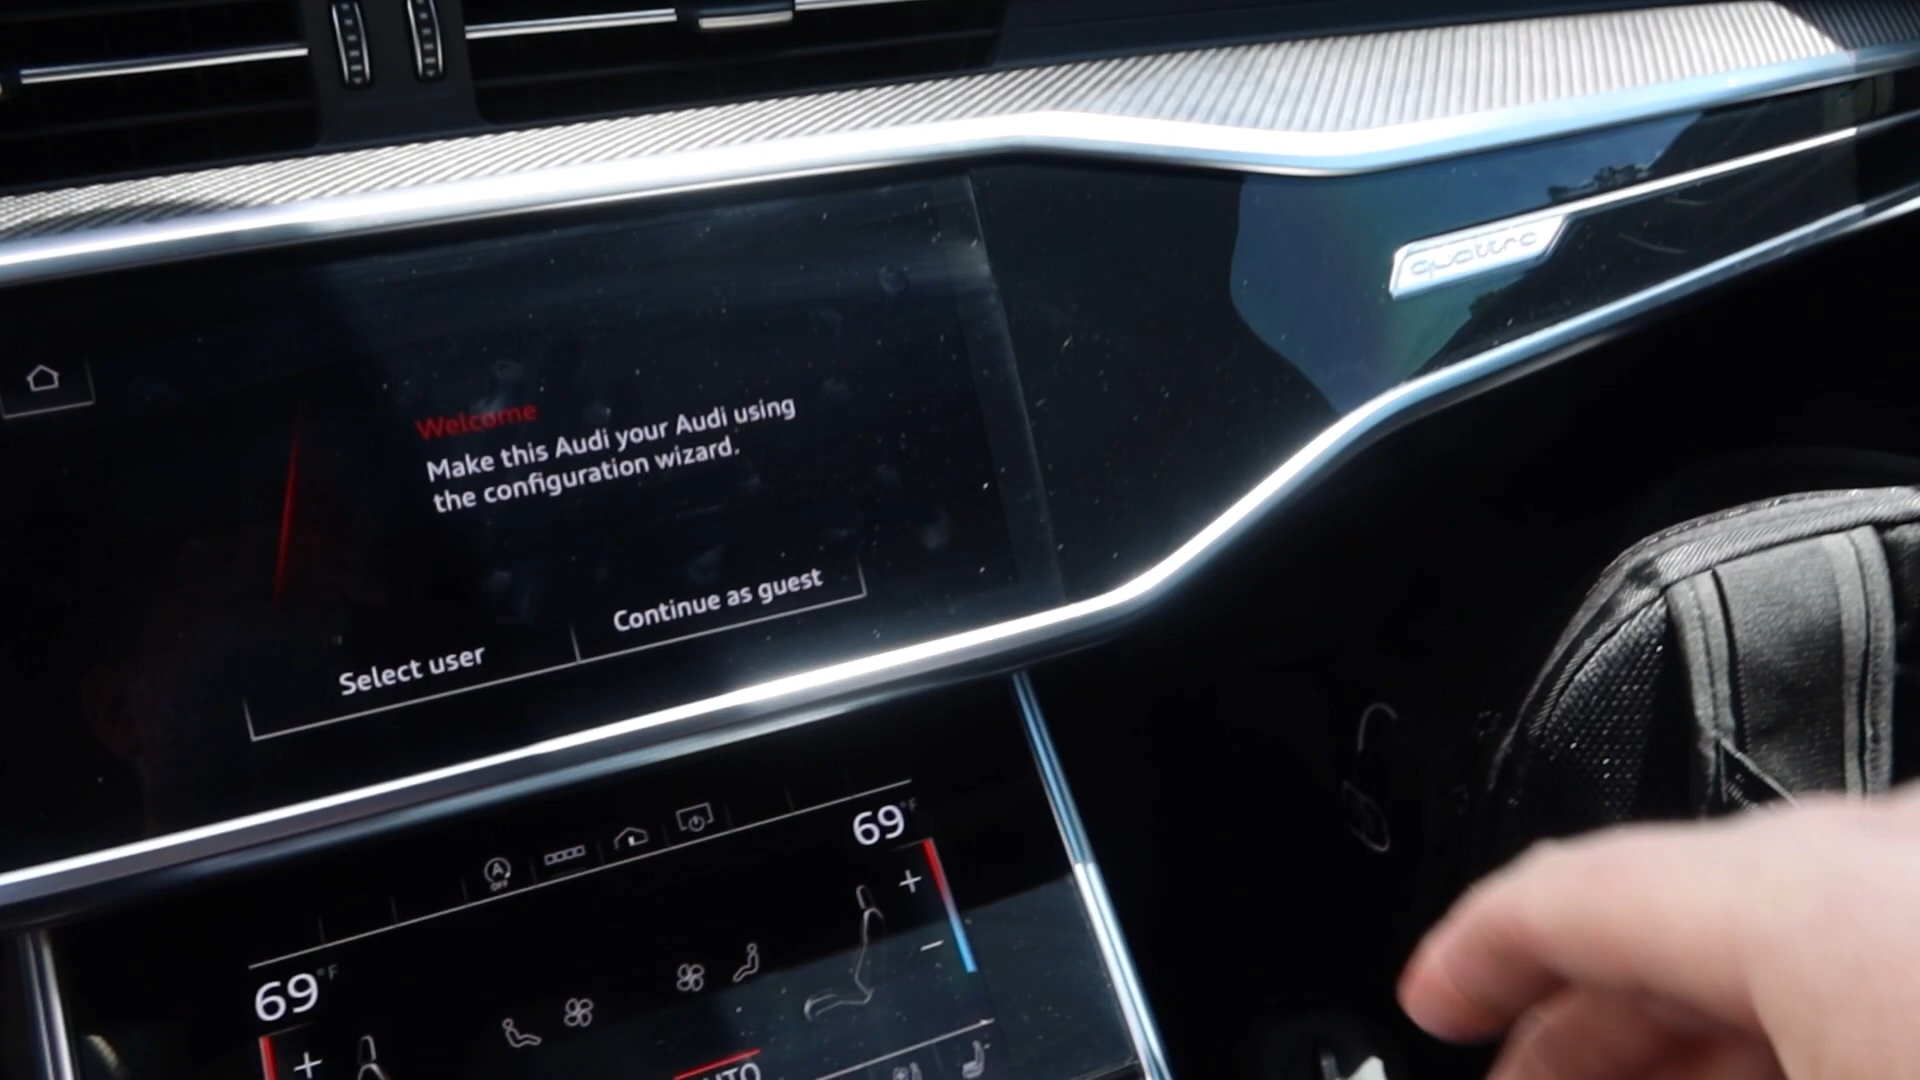 quattro
Welcome
Make this Audi your Audi using
the configuration wizard.
Continue as guest
Select user
69°F
A
OFF
69°F
+
−
+
AUTO